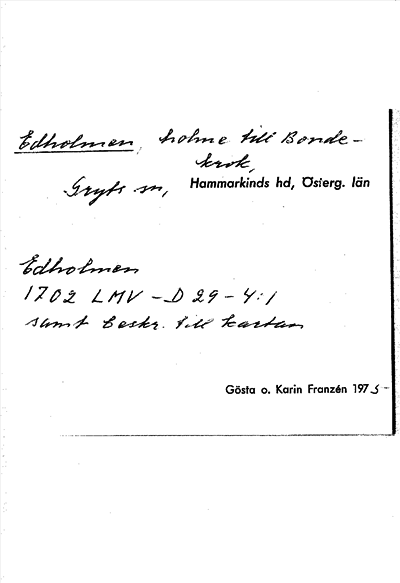 Edholmen, holme till Bonde-
krok,
Gryts sn, Hammarkinds hd, Österg. län
Edholmen
1702 LMV - D 29 - 4:1
samt beskr. till kartan
Gösta o. Karin Franzén 1975